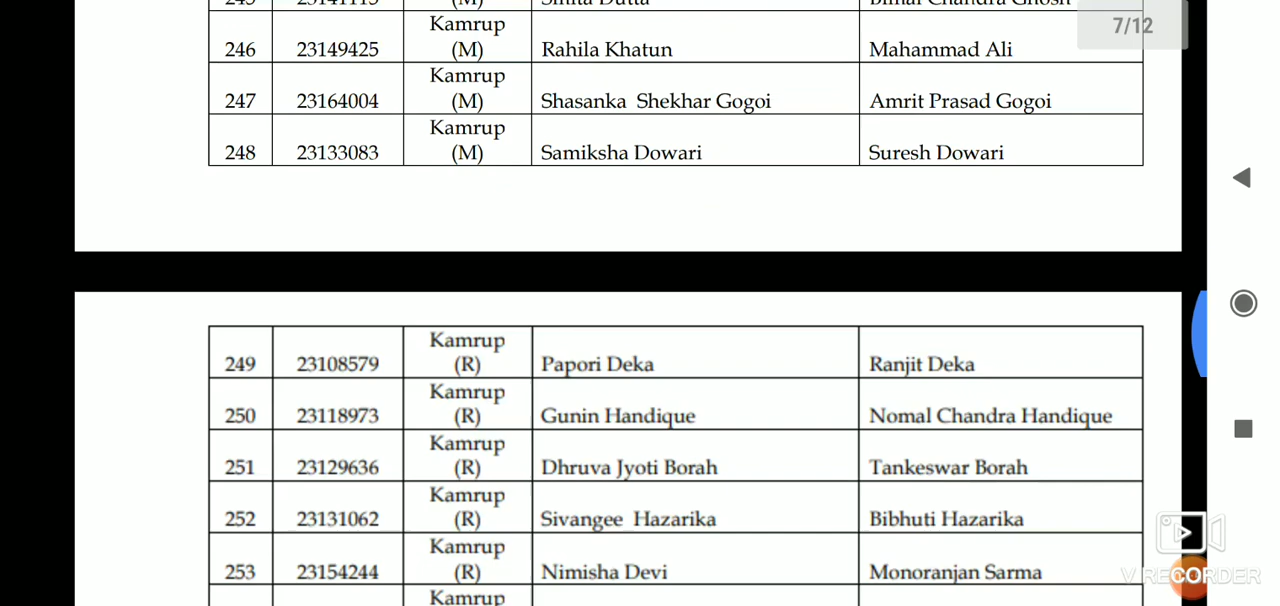 7/12
Kamrup
246 23149425 (M) Rahila Khatun Mahammad Ali
Kamrup
247 23164004 (M) Shasanka Shekhar Gogoi Amrit Prasad Gogoi
Kamrup
248 23133083 (M) Samiksha Dowari Suresh Dowari
Kamrup
249 23108579 (R) Papori Deka Ranjit Deka
Kamrup
250 23118973 (R) Gunin Handique Nomal Chandra Handique
Kamrup
251 23129636 (R) Dhruva Jyoti Borah Tankeswar Borah
Kamrup
252 23131062 (R) Sivangee Hazarika Bibhuti Hazarika
Kamrup
253 23154244 (R) Nimisha Devi Monoranjan Sarma
Kamrup
V RECORDER